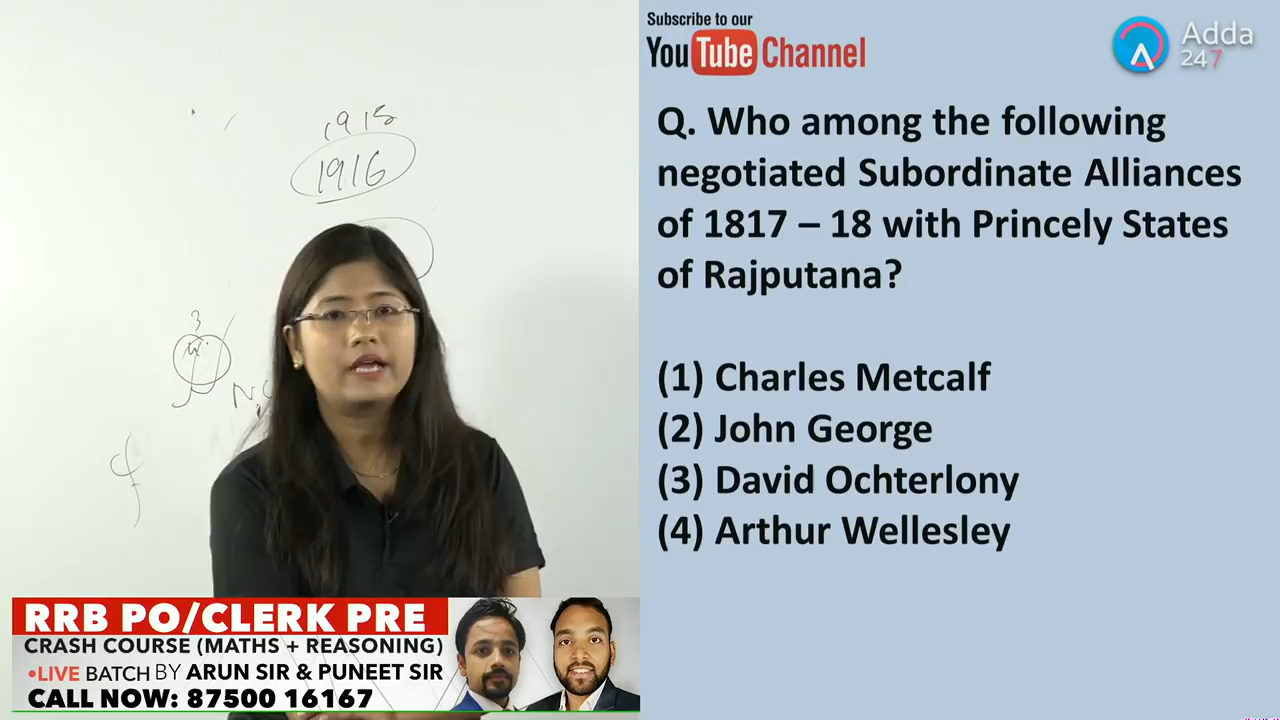 1918
1916
3
Subscribe to our
YouTube Channel
Adda
247
Q. Who among the following
negotiated Subordinate Alliances
of 1817 – 18 with Princely States
of Rajputana?
(1) Charles Metcalf
(2) John George
(3) David Ochterlony
(4) Arthur Wellesley
RRB PO/CLERK PRE
CRASH COURSE (MATHS + REASONING)
•LIVE BATCH BY ARUN SIR & PUNEET SIR
CALL NOW: 87500 16167